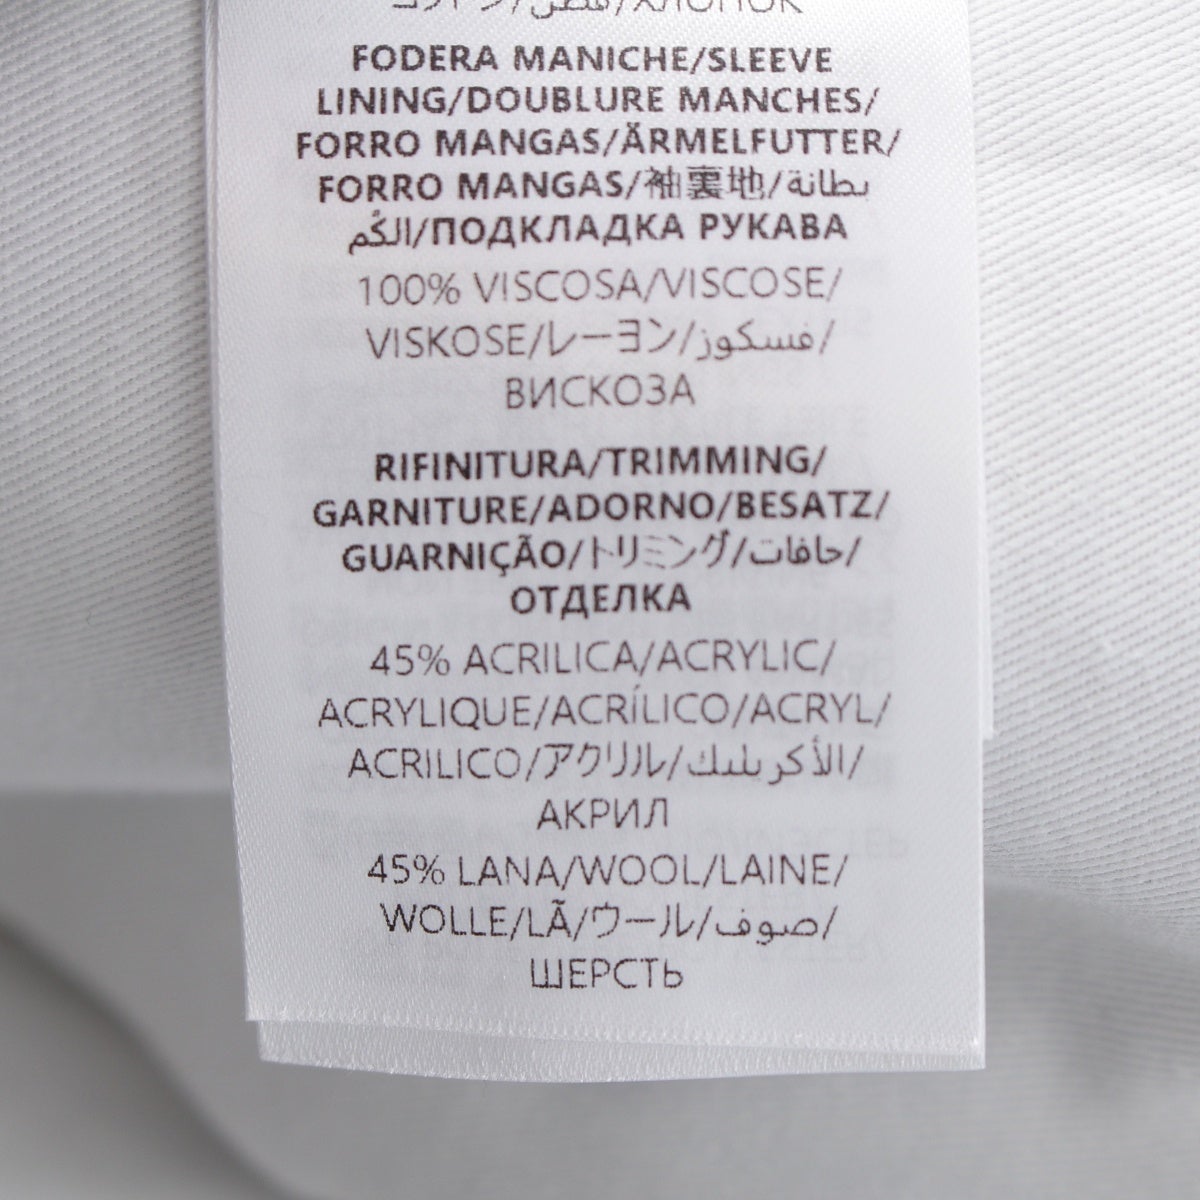 FODERA MANICHE/SLEEVE
LINING/DOUBLURE MANCHES/
FORRO MANGAS/ÄRMELFUTTER/
FORRO MANGAS/袖裏地/بطانة
الكُم/ПОДКЛАДКА РУКАВА
100% VISCOSA/VISCOSE/
VISKOSE/レーヨン/فسكوز/
ВИСКОЗА
RIFINITURA/TRIMMING/
GARNITURE/ADORNO/BESATZ/
GUARNIÇÃO/トリミング/حافات/
ОТДЕЛКА
45% ACRILICA/ACRYLIC/
ACRYLIQUE/ACRÍLICO/ACRYL/
ACRILICO/アクリル/الأكريليك/
АКРИЛ
45% LANA/WOOL/LAINE/
WOLLE/LÃ/ウール/صوف/
ШЕРСТЬ